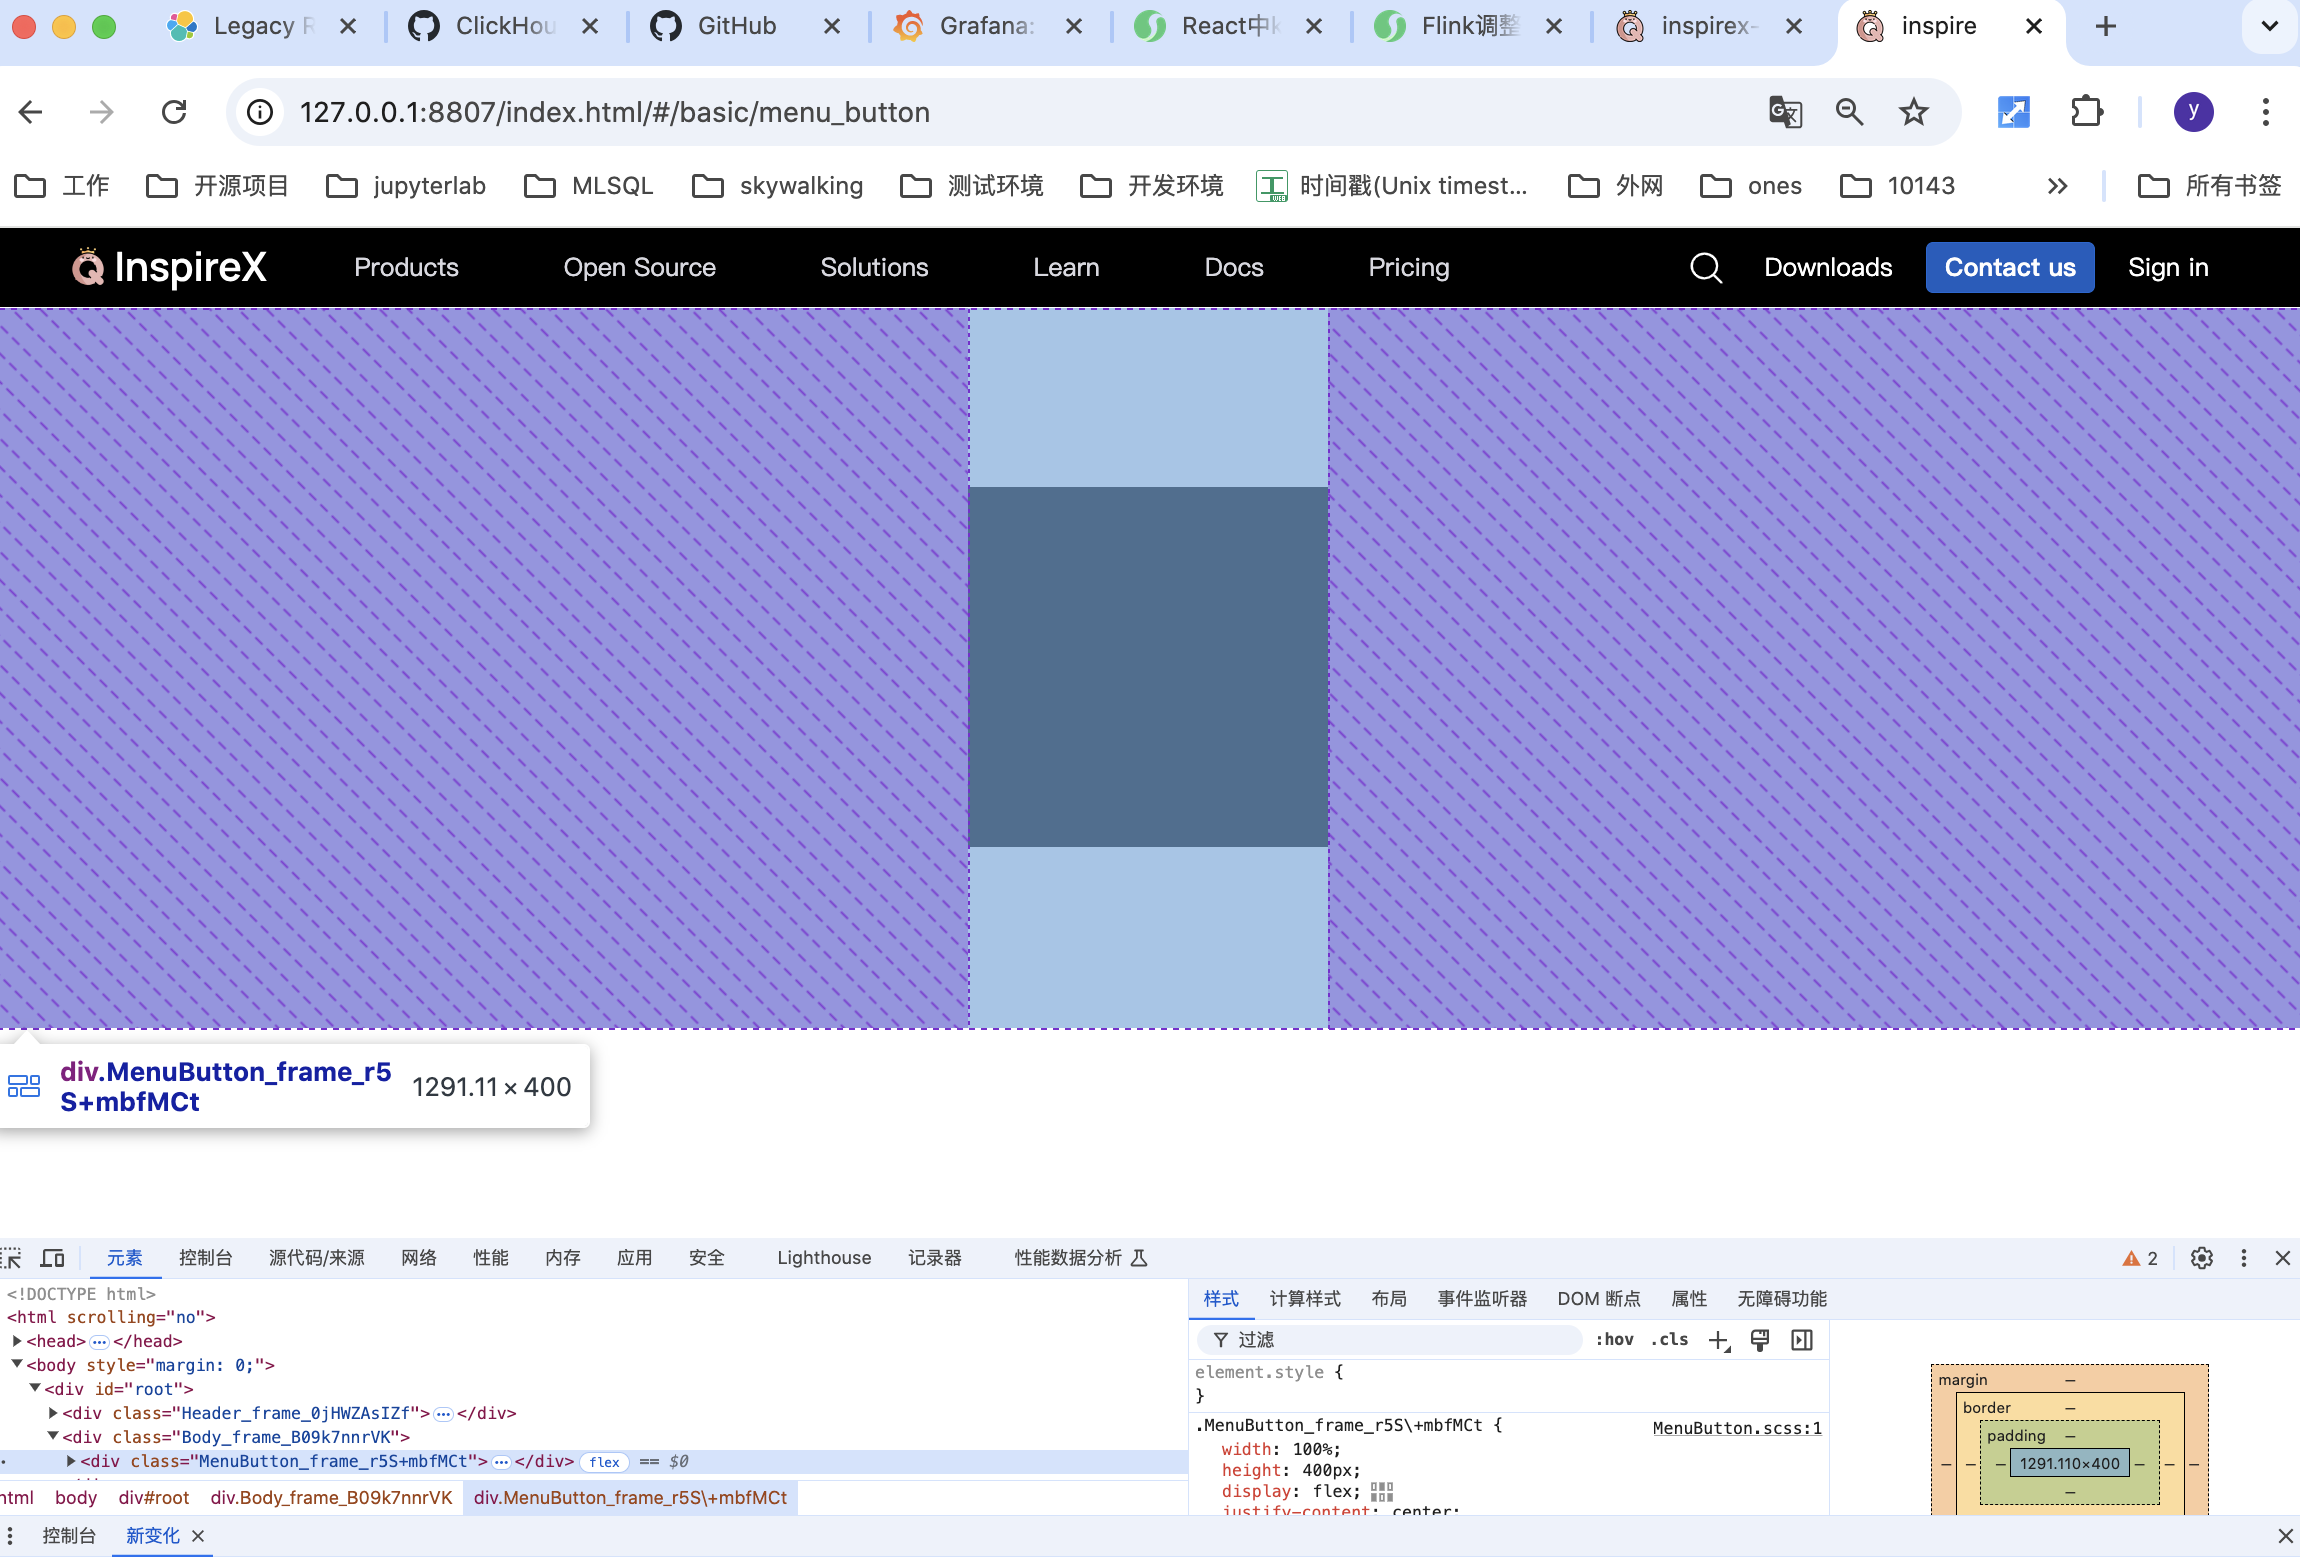 Legacy R
ClickHou
GitHub
Grafana:
React中k
Flink调整
inspirex-
inspire
127.0.0.1:8807/index.html/#/basic/menu_button
y
工作
开源项目
jupyterlab
MLSQL
skywalking
测试环境
开发环境
时间戳(Unix timest...
外网
ones
10143
所有书签
InspireX
Products
Open Source
Solutions
Learn
Docs
Pricing
Downloads
Contact us
Sign in
div.MenuButton_frame_r5
S+mbfMCt
1291.11 × 400
元素
控制台
源代码/来源
网络
性能
内存
应用
安全
Lighthouse
记录器
性能数据分析
2
<!DOCTYPE html>
<html scrolling="no">
<head>…</head>
<body style="margin: 0;">
<div id="root">
<div class="Header_frame_0jHWZAsIZf">…</div>
<div class="Body_frame_B09k7nnrVK">
<div class="MenuButton_frame_r5S+mbfMCt">…</div> flex == $0
html body div#root div.Body_frame_B09k7nnrVK div.MenuButton_frame_r5S\+mbfMCt
样式
计算样式
布局
事件监听器
DOM 断点
属性
无障碍功能
过滤
:hov .cls
element.style {
}
.MenuButton_frame_r5S\+mbfMCt {
MenuButton.scss:1
width: 100%;
height: 400px;
display: flex;
justify-content: center;
margin –
border –
padding –
– – – 1291.110×400 – – –
–
控制台
新变化